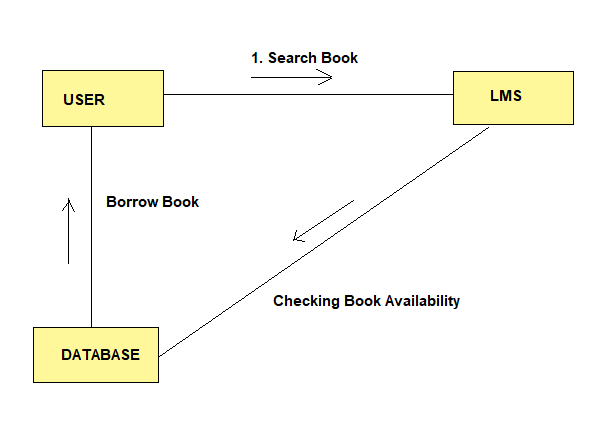 1. Search Book
USER
LMS
Borrow Book
Checking Book Availability
DATABASE